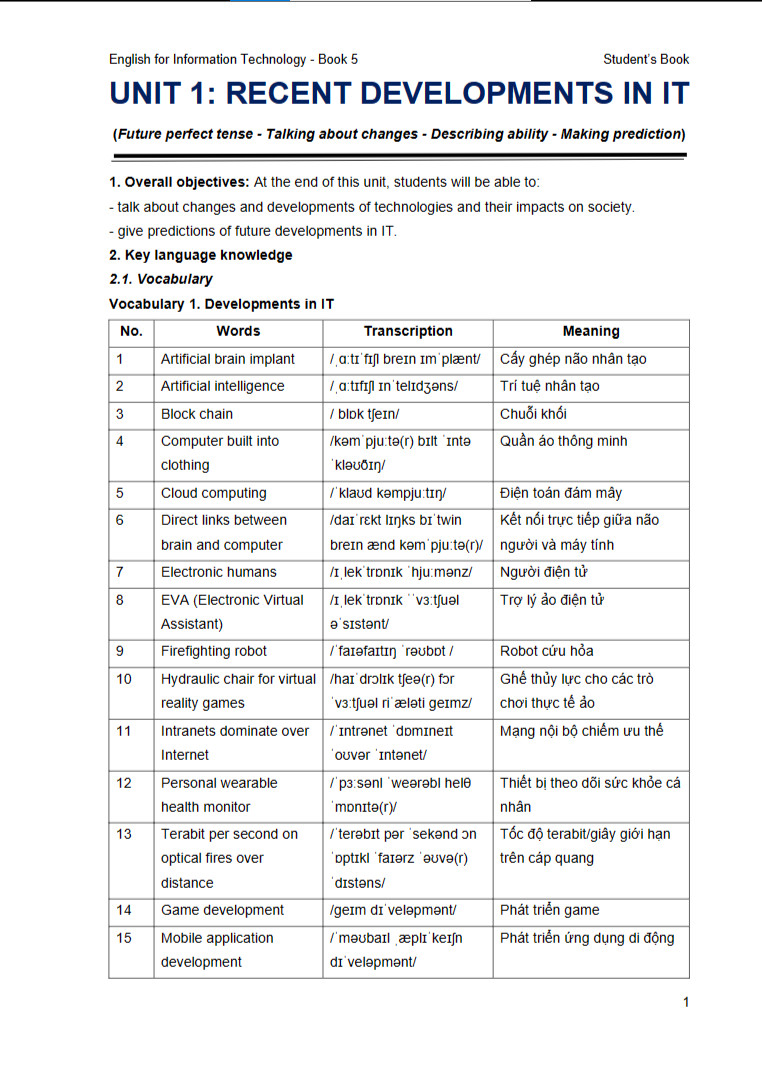 English for Information Technology - Book 5 Student's Book
UNIT 1: RECENT DEVELOPMENTS IN IT
(Future perfect tense - Talking about changes - Describing ability - Making prediction)
1. Overall objectives: At the end of this unit, students will be able to:
- talk about changes and developments of technologies and their impacts on society.
- give predictions of future developments in IT.
2. Key language knowledge
2.1. Vocabulary
Vocabulary 1. Developments in IT
No. Words Transcription Meaning
1 Artificial brain implant /ˌɑːtɪˈfɪʃl breɪn ɪmˈplænt/ Cấy ghép não nhân tạo
2 Artificial intelligence /ˌɑːtɪfɪʃl ɪnˈtelɪdʒəns/ Trí tuệ nhân tạo
3 Block chain / blɒk tʃeɪn/ Chuỗi khối
4 Computer built into /kəmˈpjuːtə(r) bɪlt ˈɪntə Quần áo thông minh
clothing ˈkləʊðɪŋ/
5 Cloud computing /ˈklaʊd kəmpjuːtɪŋ/ Điện toán đám mây
6 Direct links between /daɪˈrɛkt lɪŋks bɪˈtwin Kết nối trực tiếp giữa não
brain and computer breɪn ænd kəmˈpjuːtə(r)/ người và máy tính
7 Electronic humans /ɪˌlekˈtrɒnɪk ˈhjuːmənz/ Người điện tử
8 EVA (Electronic Virtual /ɪˌlekˈtrɒnɪk ˈˈvɜːtʃuəl Trợ lý ảo điện tử
Assistant) əˈsɪstənt/
9 Firefighting robot /ˈfaɪəfaɪtɪŋ ˈrəʊbɒt / Robot cứu hỏa
10 Hydraulic chair for virtual /haɪˈdrɔlɪk tʃeə(r) fɔr Ghế thủy lực cho các trò
reality games ˈvɜːtʃuəl riˈæləti geɪmz/ chơi thực tế ảo
11 Intranets dominate over /ˈɪntrənet ˈdɒmɪneɪt Mạng nội bộ chiếm ưu thế
Internet ˈoʊvər ˈɪntənet/
12 Personal wearable /ˈpɜːsənl ˈweərəbl helθ Thiết bị theo dõi sức khỏe cá
health monitor ˈmɒnɪtə(r)/ nhân
13 Terabit per second on /ˈterəbɪt pər ˈsekənd ɔn Tốc độ terabit/giây giới hạn
optical fires over ˈɒptɪkl ˈfaɪərz ˈəʊvə(r) trên cáp quang
distance ˈdɪstəns/
14 Game development /geɪm dɪˈveləpmənt/ Phát triển game
15 Mobile application /ˈməʊbaɪl ˌæplɪˈkeɪʃn Phát triển ứng dụng di động
development dɪˈveləpmənt/
1